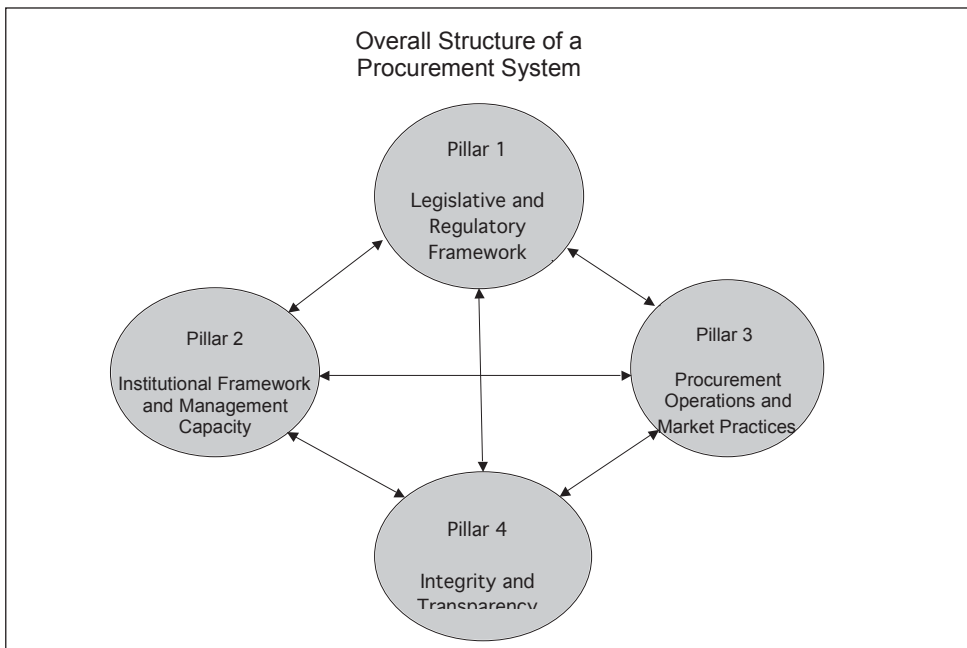 Overall Structure of a
Procurement System
Pillar 1
Legislative and
Regulatory
Framework
Pillar 2
Institutional Framework
and Management
Capacity
Pillar 3
Procurement
Operations and
Market Practices
Pillar 4
Integrity and
Transparency